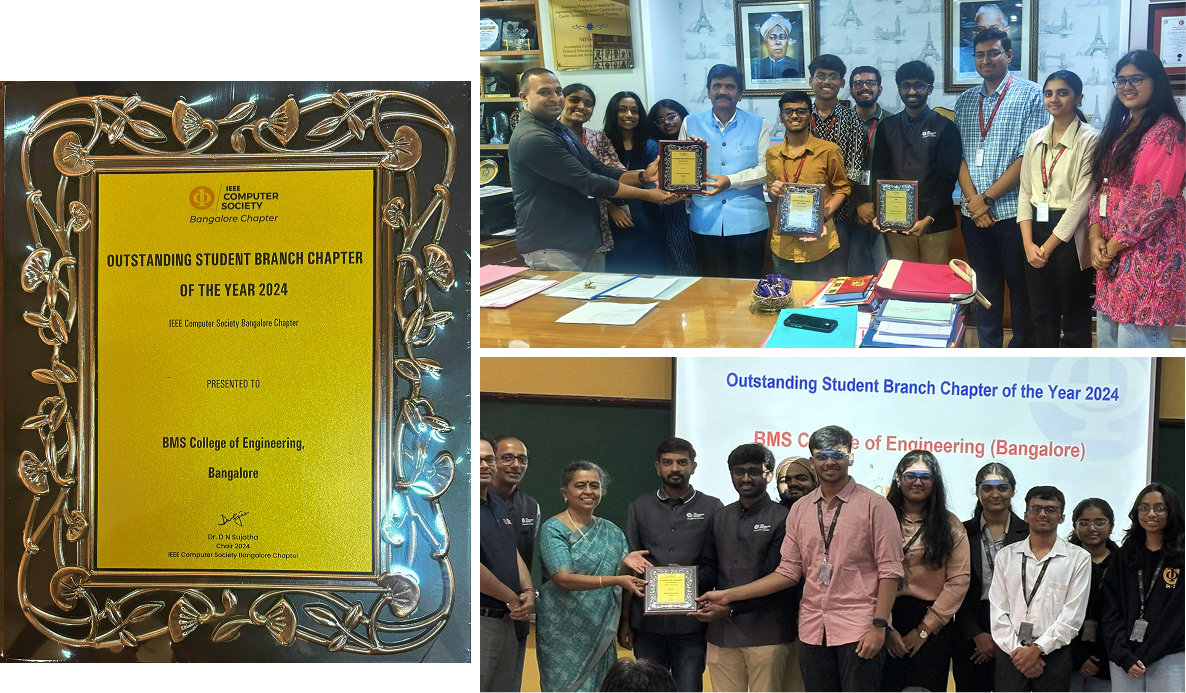 IEEE
COMPUTER
SOCIETY
Bangalore Chapter
OUTSTANDING STUDENT BRANCH CHAPTER
OF THE YEAR 2024
IEEE Computer Society Bangalore Chapter
PRESENTED TO
BMS College of Engineering,
Bangalore
Dr. D N Sujatha
Chair 2024
IEEE Computer Society Bangalore Chapter
Outstanding Student Branch Chapter of the Year 2024
BMS C e of Engineering (Bangalore)